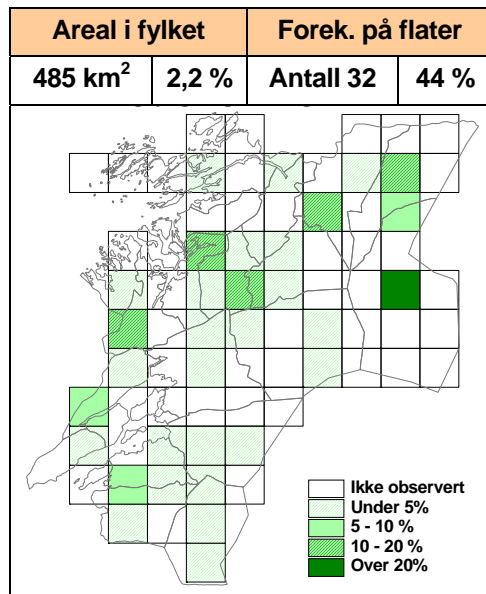 Areal i fylket Forek. på flater
485 km² 2,2 % Antall 32 44 %
Ikke observert
Under 5%
5 - 10 %
10 - 20 %
Over 20%